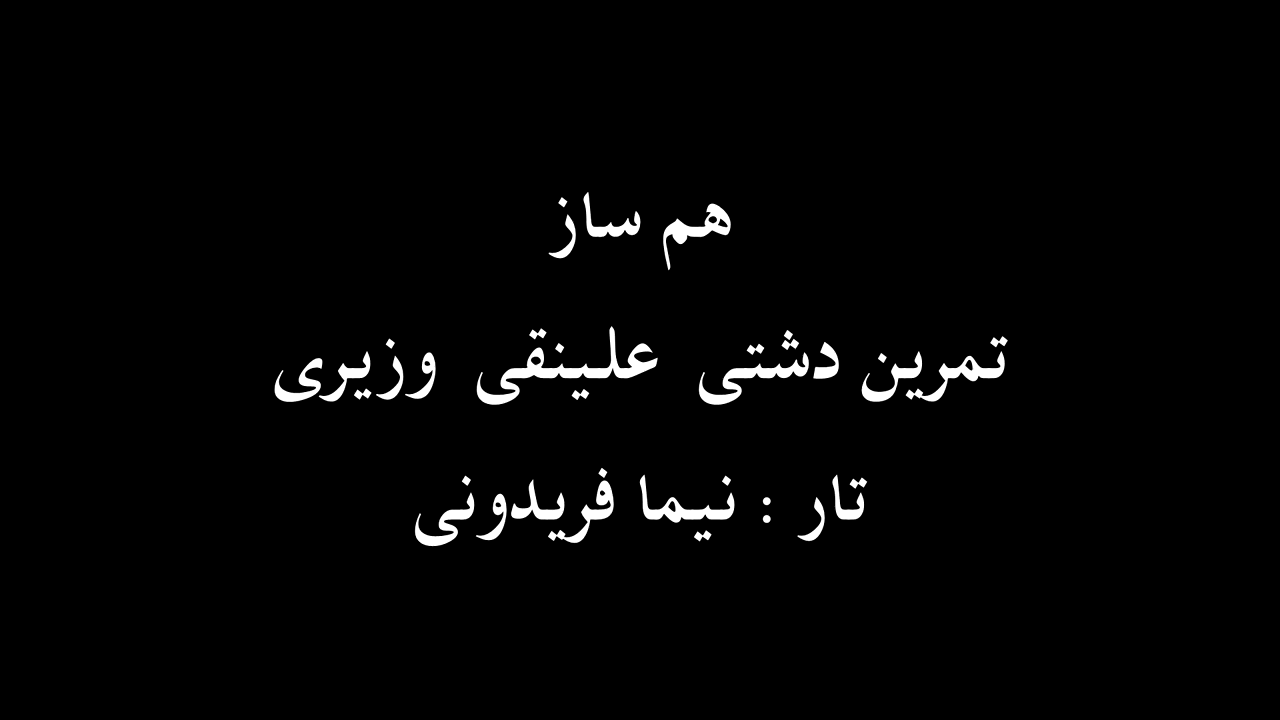 هم ساز
تمرین دشتی علینقی وزیری
تار : نیما فریدونی